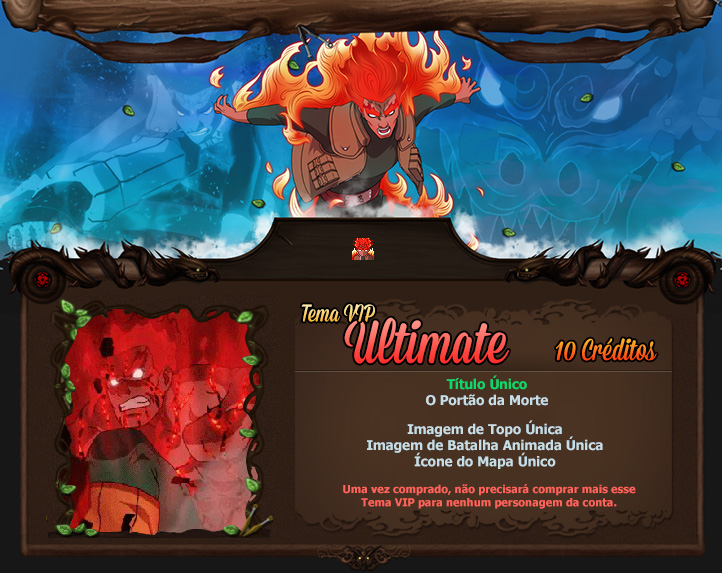 Tema VIP
Ultimate
10 Créditos
Título Único
O Portão da Morte
Imagem de Topo Única
Imagem de Batalha Animada Única
Ícone do Mapa Único
Uma vez comprado, não precisará comprar mais esse
Tema VIP para nenhum personagem da conta.